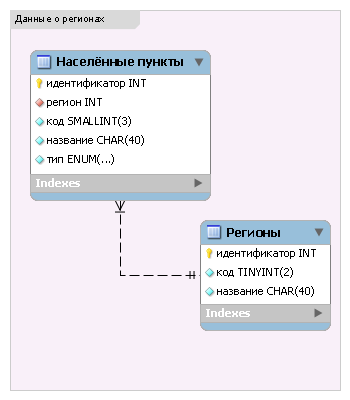 Данные о регионах
Населённые пункты
идентификатор INT
регион INT
код SMALLINT(3)
название CHAR(40)
тип ENUM(...)
Indexes
Регионы
идентификатор INT
код TINYINT(2)
название CHAR(40)
Indexes